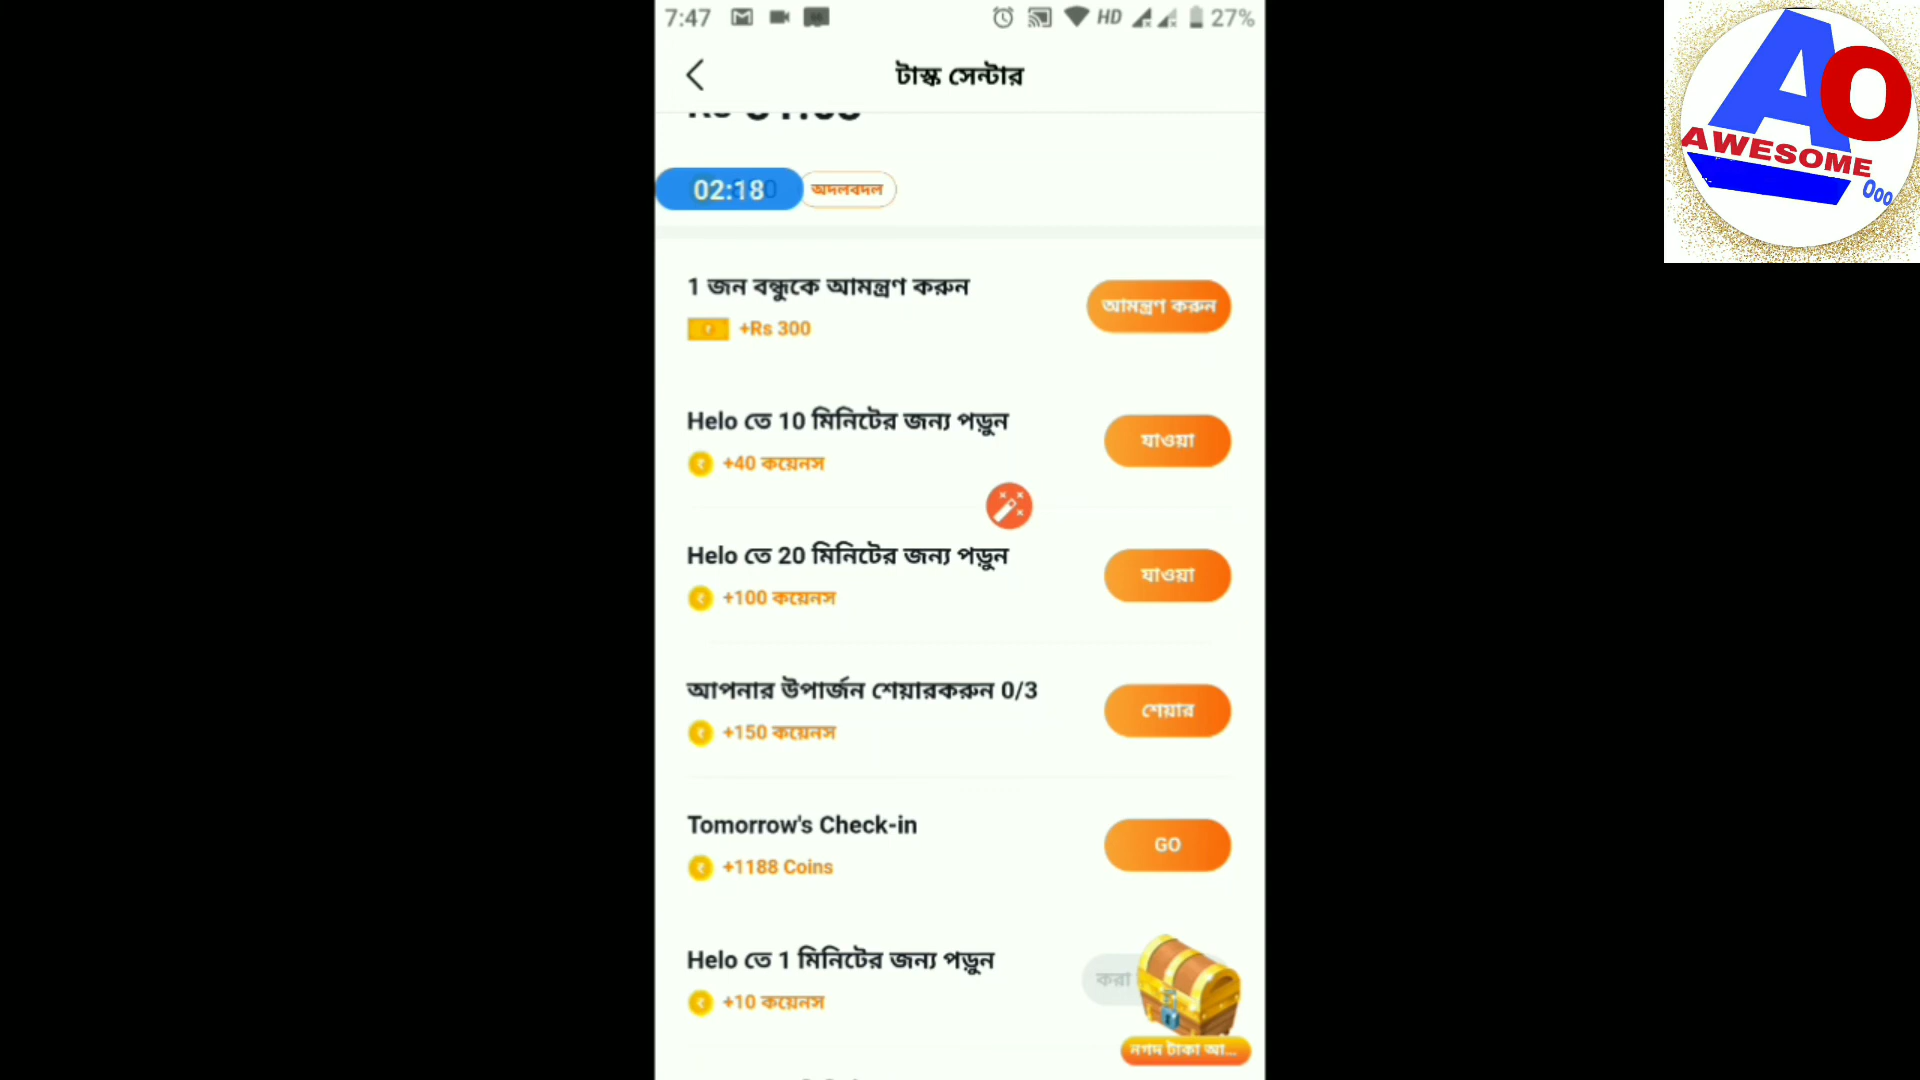 7:47
HD
27%
টাস্ক সেন্টার
02:18
অদলবদল
1 জন বন্ধুকে আমন্ত্রণ করুন
+Rs 300
আমন্ত্রণ করুন
Helo তে 10 মিনিটের জন্য পড়ুন
+40 কয়েনস
যাওয়া
Helo তে 20 মিনিটের জন্য পড়ুন
+100 কয়েনস
যাওয়া
আপনার উপার্জন শেয়ারকরুন 0/3
+150 কয়েনস
শেয়ার
Tomorrow's Check-in
+1188 Coins
GO
Helo তে 1 মিনিটের জন্য পড়ুন
+10 কয়েনস
করা
নগদ টাকা আ...
AO
AWESOME
Ooo